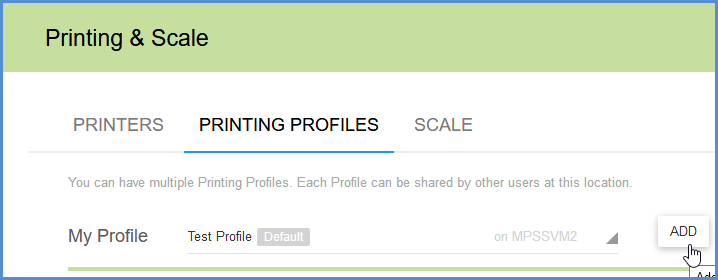 Printing & Scale
PRINTERS PRINTING PROFILES SCALE
You can have multiple Printing Profiles. Each Profile can be shared by other users at this location.
My Profile Test Profile Default on MPSSVM2 ADD